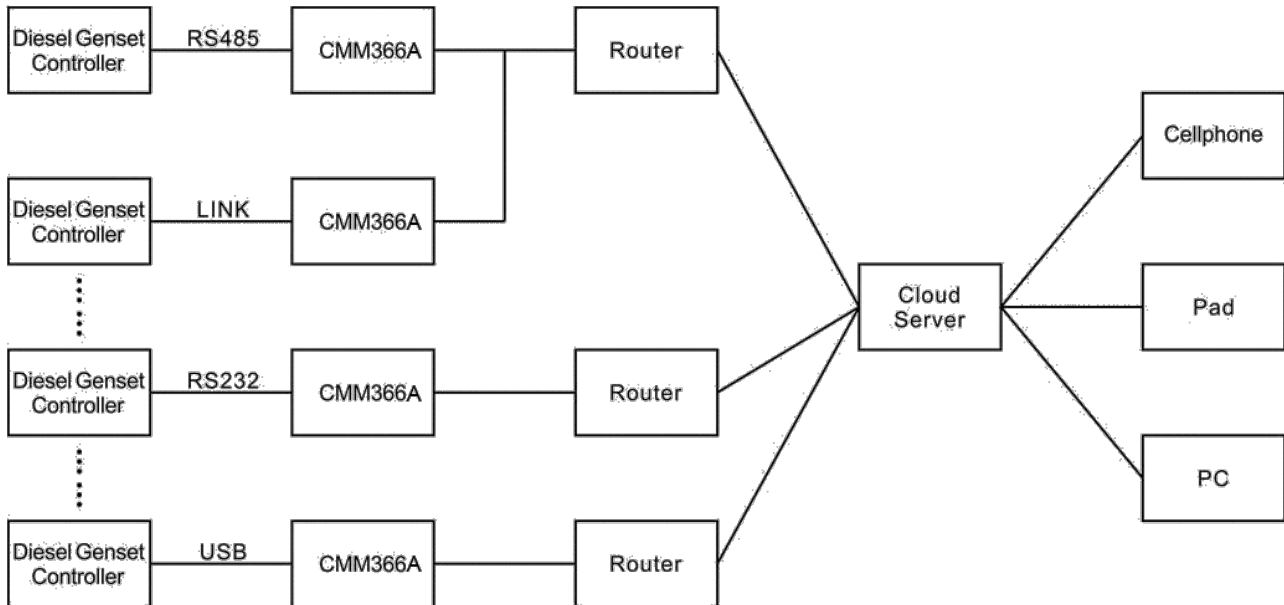 Diesel Genset
Controller
RS485
CMM366A
Router
Diesel Genset
Controller
LINK
CMM366A
Diesel Genset
Controller
RS232
CMM366A
Router
Diesel Genset
Controller
USB
CMM366A
Router
Cloud
Server
Cellphone
Pad
PC